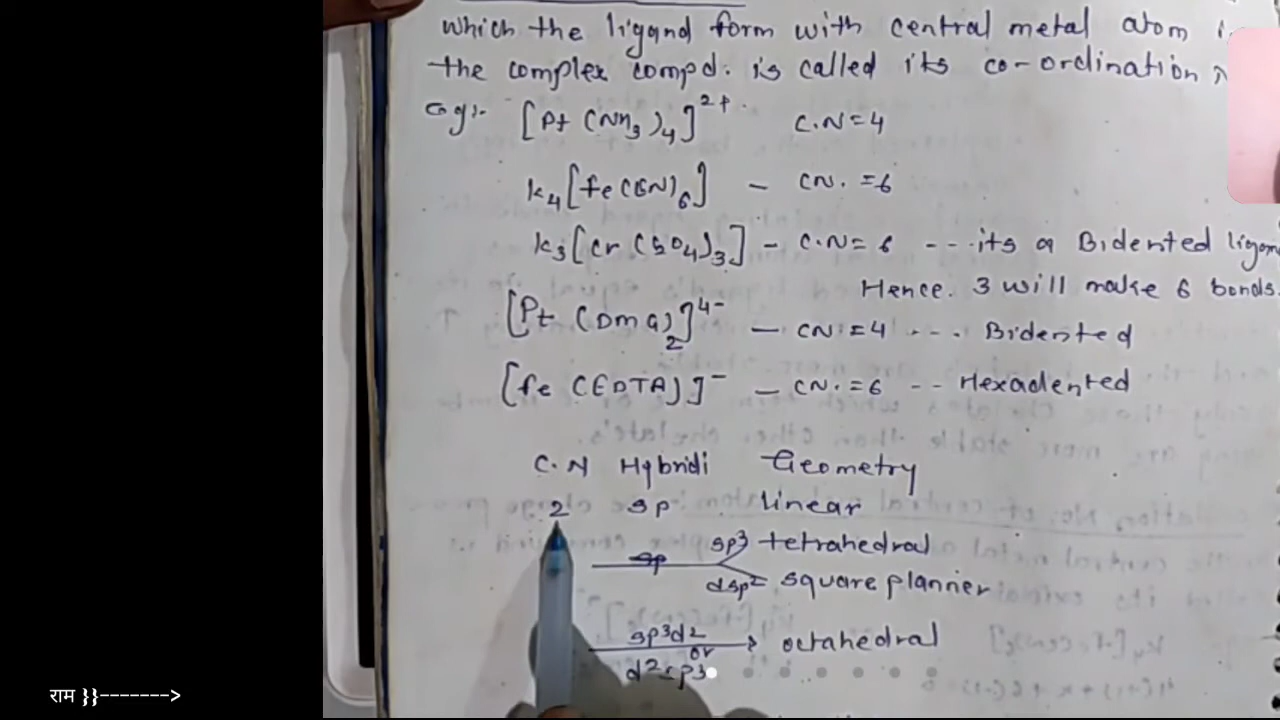 which the ligand form with central metal atom
the complex compd. is called its co-ordination
eg:- [Pt (NH3)4]2+. C.N=4
K4[Fe(CN)6] - CN. =6
K3[Cr(SO4)3] - C.N= 6 ---its a Bidented
Hence. 3 will make 6 bonds.
[Pt (DMG)2]4- - CN =4 --- Bidented
[Fe (EDTA)]- - CN. =6 -- Hexadented
C.N Hybridi Geometry
2 sp linear
sp3 tetrahedral
dsp2 square planner
sp3d2 or d2sp3 → octahedral
राम }}------->